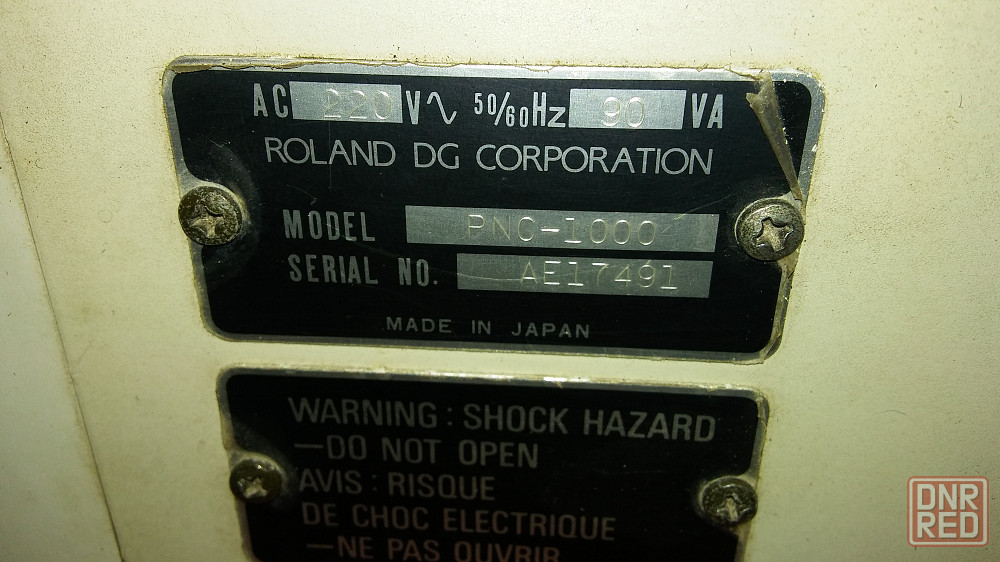 AC 220 V∿ 50/60Hz 90 VA
ROLAND DG CORPORATION
MODEL PNC-1000
SERIAL NO. AE17491
MADE IN JAPAN
WARNING : SHOCK HAZARD
—DO NOT OPEN
AVIS : RISQUE
DE CHOC ELECTRIQUE
—NE PAS OUVRIR
DNR
RED